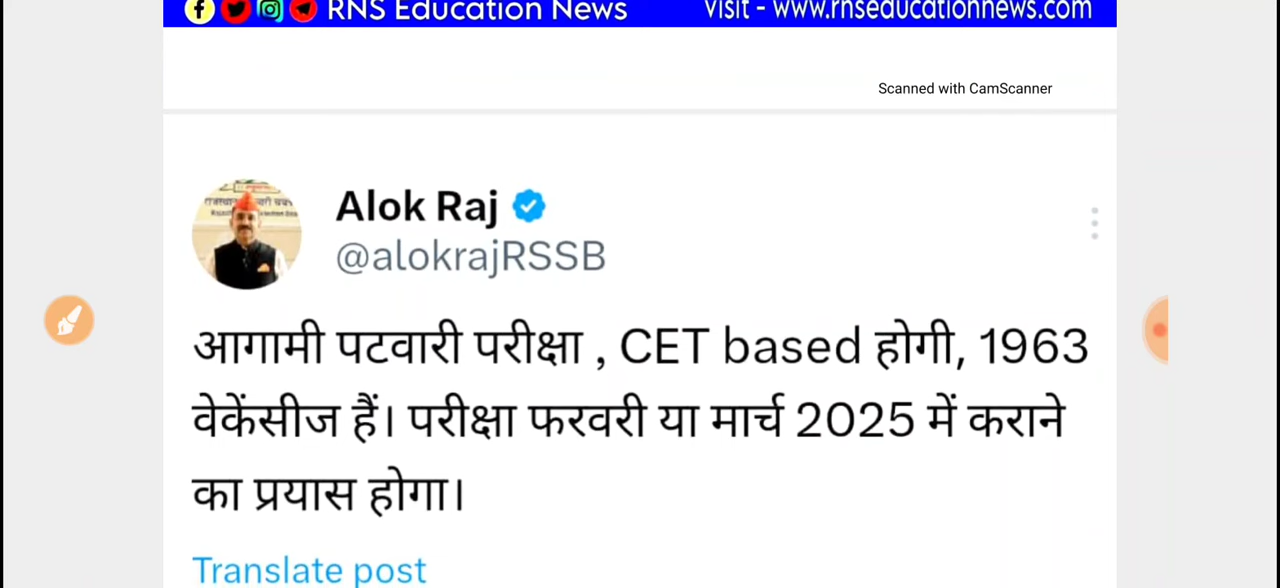 RNS Education News Visit - www.rnseducationnews.com
Scanned with CamScanner
Alok Raj
@alokrajRSSB
आगामी पटवारी परीक्षा , CET based होगी, 1963
वेकेंसीज हैं। परीक्षा फरवरी या मार्च 2025 में कराने
का प्रयास होगा।
Translate post